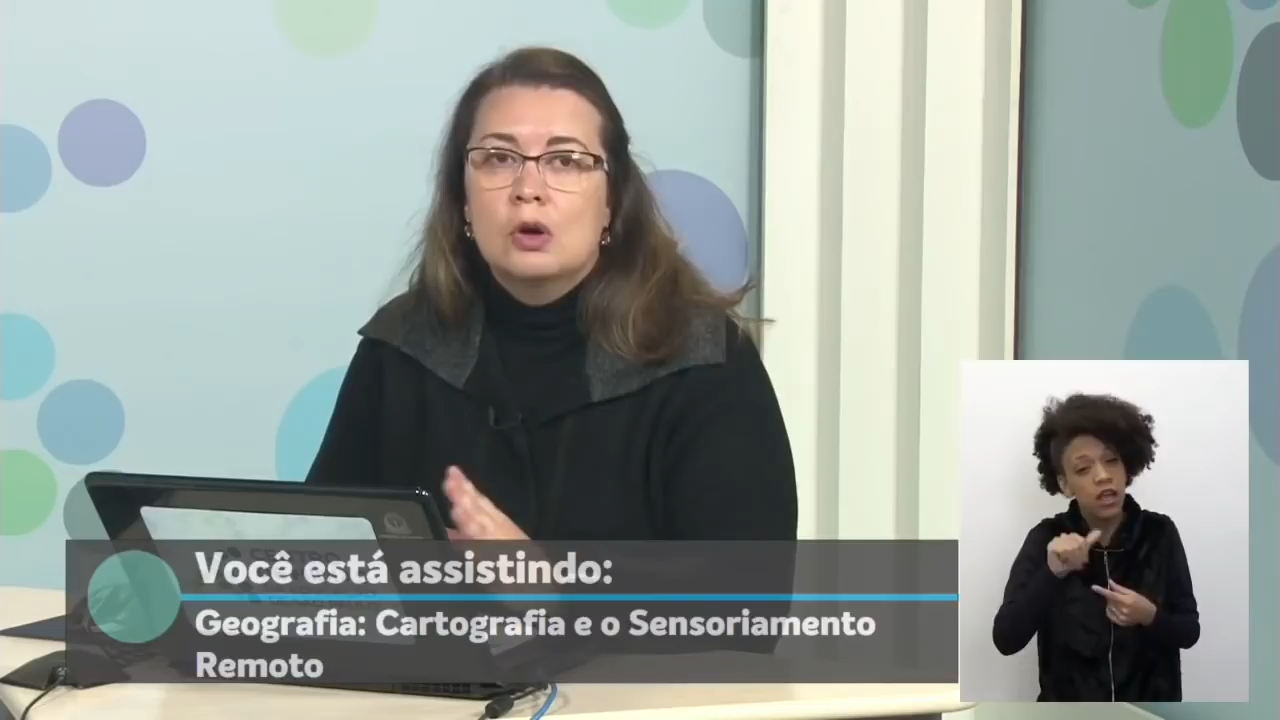 Você está assistindo:
Geografia: Cartografia e o Sensoriamento
Remoto